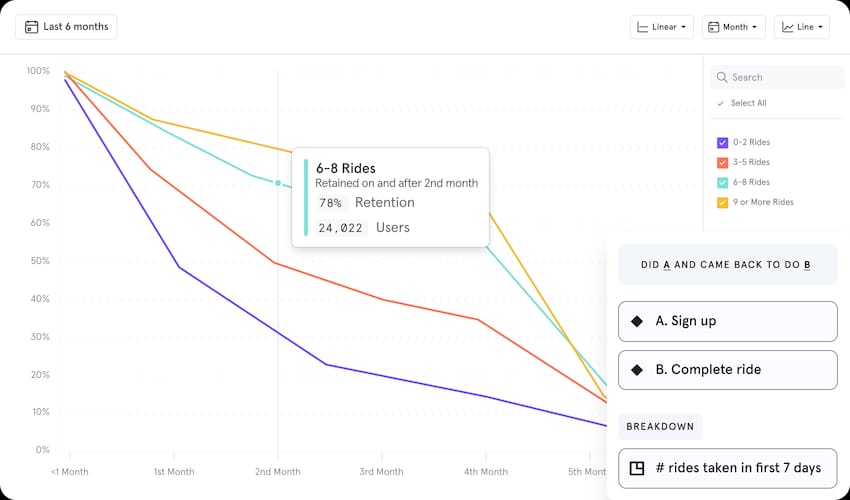 Last 6 months
Linear
Month
Line
100%
90%
80%
70%
60%
50%
40%
30%
20%
10%
0%
<1 Month
1st Month
2nd Month
3rd Month
4th Month
5th Mont
6-8 Rides
Retained on and after 2nd month
78% Retention
24,022 Users
Search
Select All
0-2 Rides
3-5 Rides
6-8 Rides
9 or More Rides
DID A AND CAME BACK TO DO B
A. Sign up
B. Complete ride
BREAKDOWN
# rides taken in first 7 days